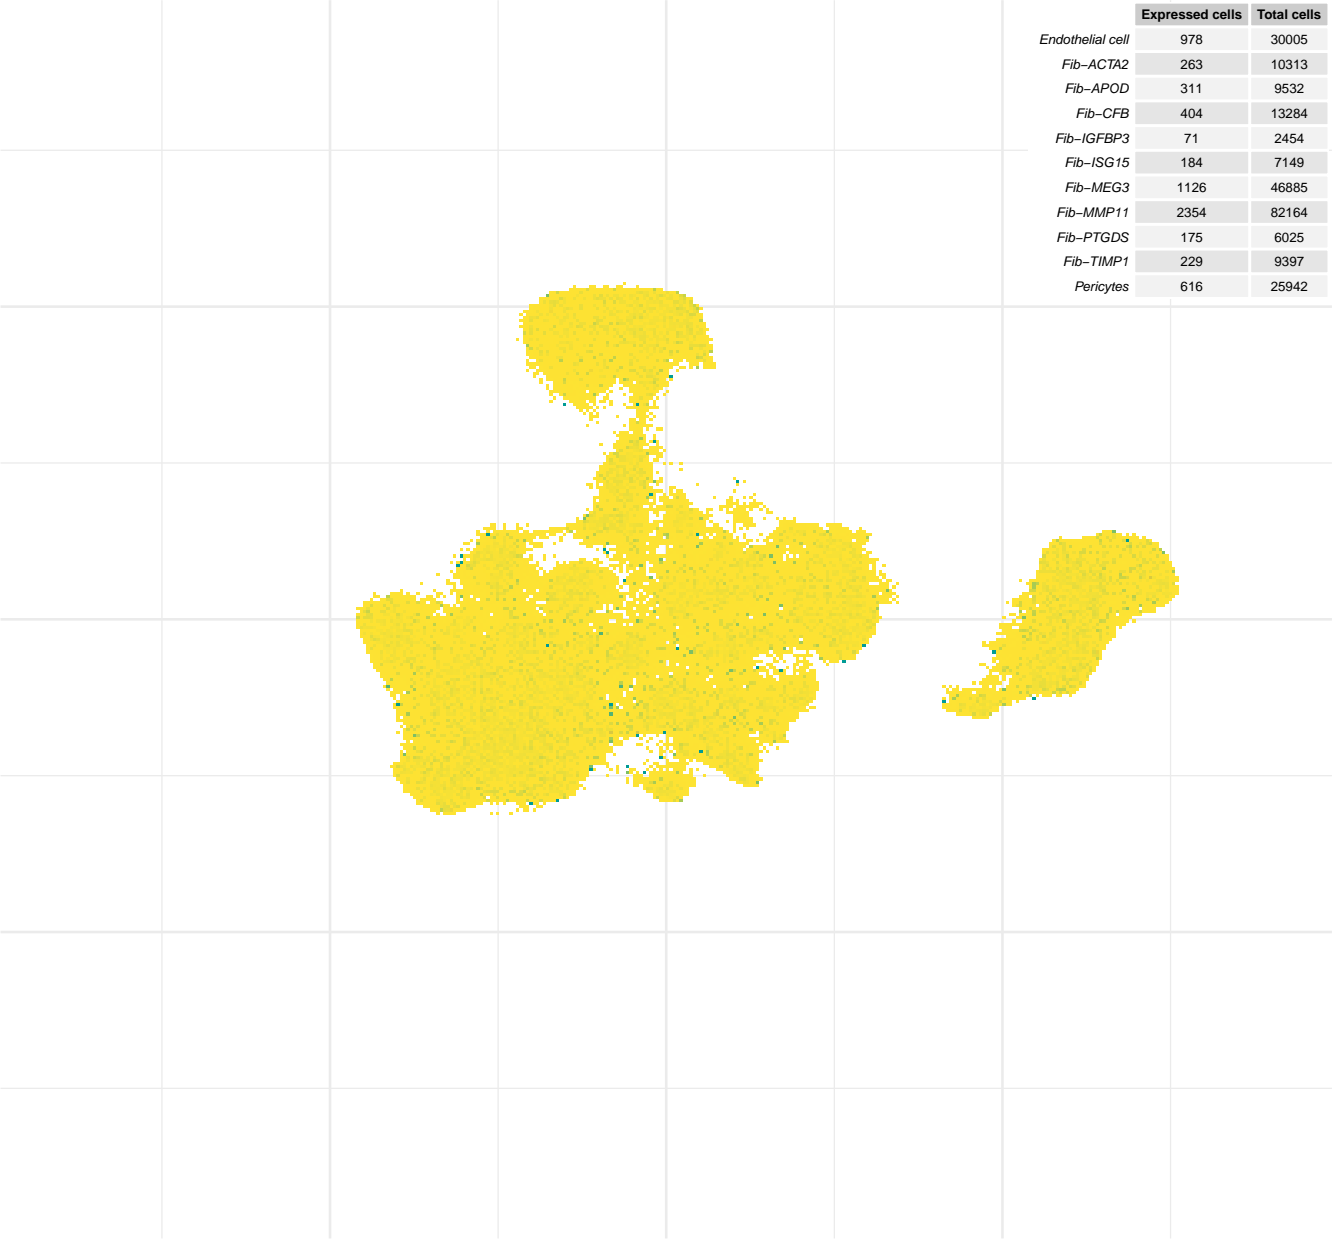 Expressed cells Total cells
Endothelial cell 978 30005
Fib−ACTA2 263 10313
Fib−APOD 311 9532
Fib−CFB 404 13284
Fib−IGFBP3 71 2454
Fib−ISG15 184 7149
Fib−MEG3 1126 46885
Fib−MMP11 2354 82164
Fib−PTGDS 175 6025
Fib−TIMP1 229 9397
Pericytes 616 25942